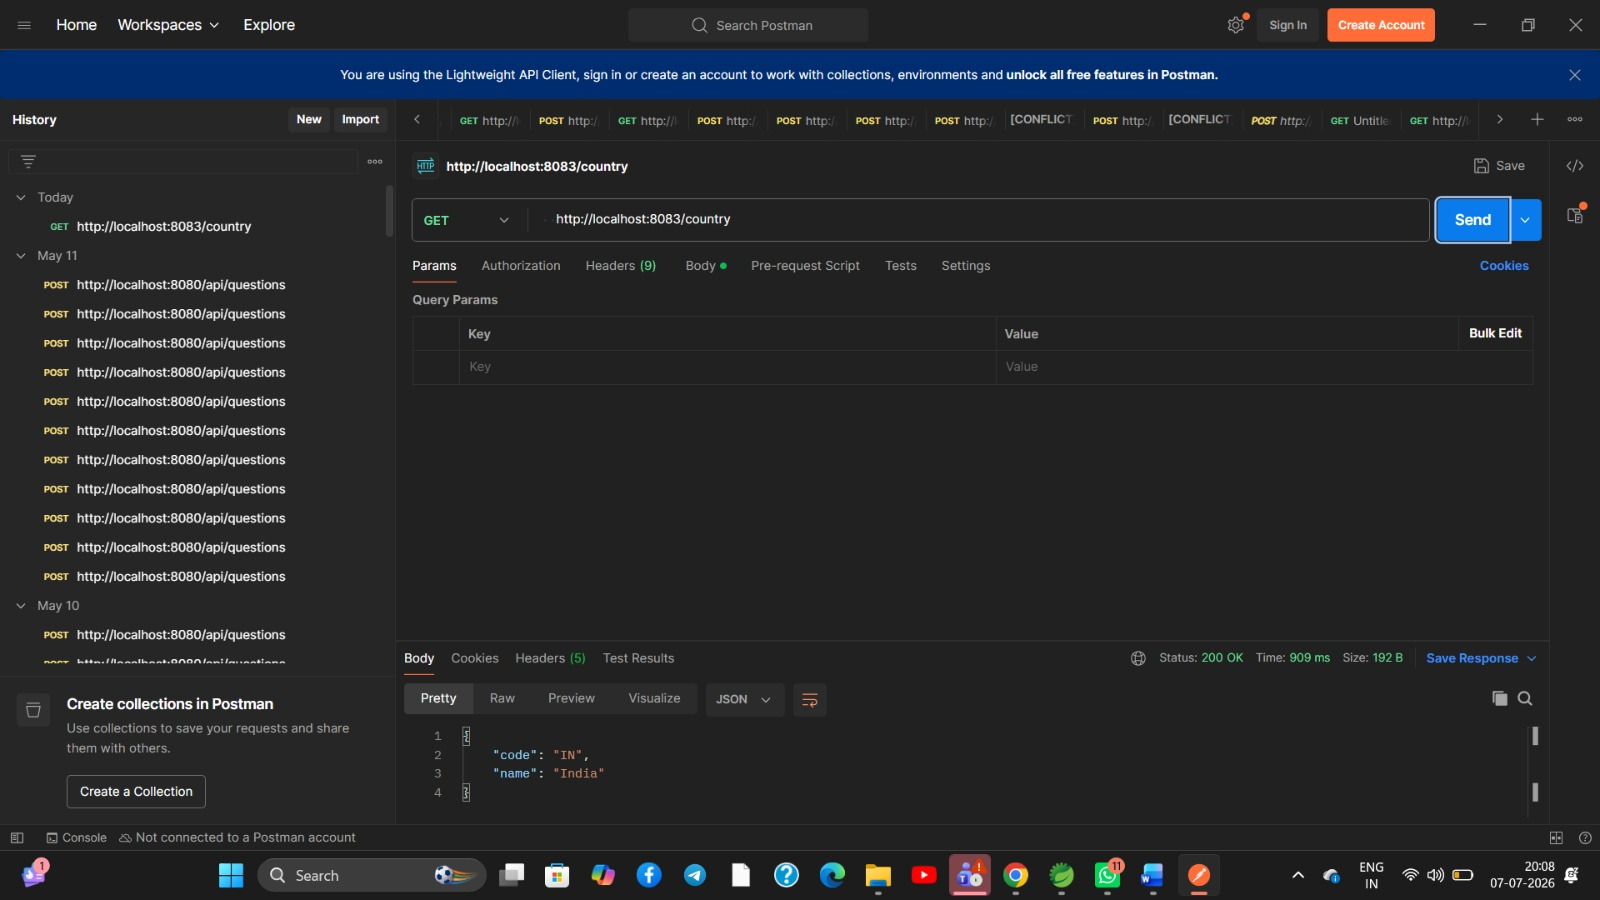 Home Workspaces Explore Search Postman Sign In Create Account
You are using the Lightweight API Client, sign in or create an account to work with collections, environments and unlock all free features in Postman.
History New Import
GET http://l POST http:/ GET http://l POST http:/ POST http:/ POST http:/ POST http:/ [CONFLICT POST http:/ [CONFLICT POST http:/ GET Untitle GET http://l
HTTP http://localhost:8083/country Save
Today
GET http://localhost:8083/country
May 11
POST http://localhost:8080/api/questions
POST http://localhost:8080/api/questions
POST http://localhost:8080/api/questions
POST http://localhost:8080/api/questions
POST http://localhost:8080/api/questions
POST http://localhost:8080/api/questions
POST http://localhost:8080/api/questions
POST http://localhost:8080/api/questions
POST http://localhost:8080/api/questions
POST http://localhost:8080/api/questions
POST http://localhost:8080/api/questions
May 10
POST http://localhost:8080/api/questions
POST http://localhost:8080/api/questions
Create collections in Postman
Use collections to save your requests and share
them with others.
Create a Collection
GET http://localhost:8083/country Send
Params Authorization Headers (9) Body Pre-request Script Tests Settings Cookies
Query Params
Key Value Bulk Edit
Key Value
Body Cookies Headers (5) Test Results Status: 200 OK Time: 909 ms Size: 192 B Save Response
Pretty Raw Preview Visualize JSON
1 {
2 "code": "IN",
3 "name": "India"
4 }
Console Not connected to a Postman account
1 Search 11 ENG
IN
20:08
07-07-2026